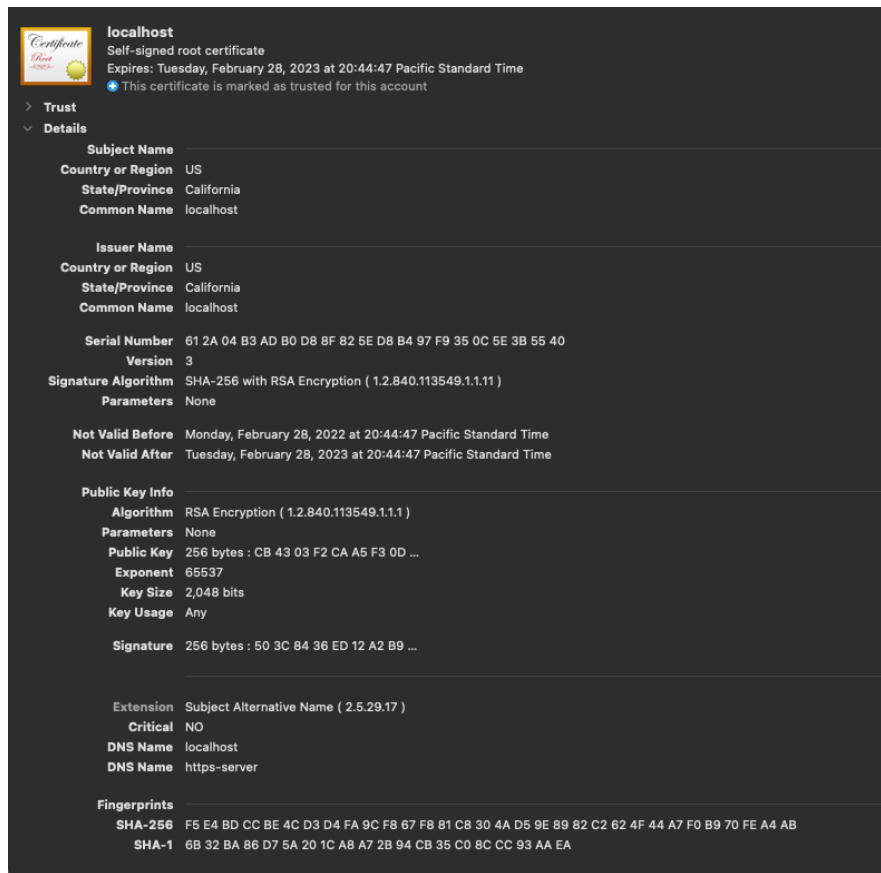 Certificate
Root
localhost
Self-signed root certificate
Expires: Tuesday, February 28, 2023 at 20:44:47 Pacific Standard Time
This certificate is marked as trusted for this account
Trust
Details
Subject Name
Country or Region US
State/Province California
Common Name localhost
Issuer Name
Country or Region US
State/Province California
Common Name localhost
Serial Number 61 2A 04 B3 AD B0 D8 8F 82 5E D8 B4 97 F9 35 0C 5E 3B 55 40
Version 3
Signature Algorithm SHA-256 with RSA Encryption ( 1.2.840.113549.1.1.11 )
Parameters None
Not Valid Before Monday, February 28, 2022 at 20:44:47 Pacific Standard Time
Not Valid After Tuesday, February 28, 2023 at 20:44:47 Pacific Standard Time
Public Key Info
Algorithm RSA Encryption ( 1.2.840.113549.1.1.1 )
Parameters None
Public Key 256 bytes : CB 43 03 F2 CA A5 F3 0D ...
Exponent 65537
Key Size 2,048 bits
Key Usage Any
Signature 256 bytes : 50 3C 84 36 ED 12 A2 B9 ...
Extension Subject Alternative Name ( 2.5.29.17 )
Critical NO
DNS Name localhost
DNS Name https-server
Fingerprints
SHA-256 F5 E4 BD CC BE 4C D3 D4 FA 9C F8 67 F8 81 C8 30 4A D5 9E 89 82 C2 62 4F 44 A7 F0 B9 70 FE A4 AB
SHA-1 6B 32 BA 86 D7 5A 20 1C A8 A7 2B 94 CB 35 C0 8C CC 93 AA EA